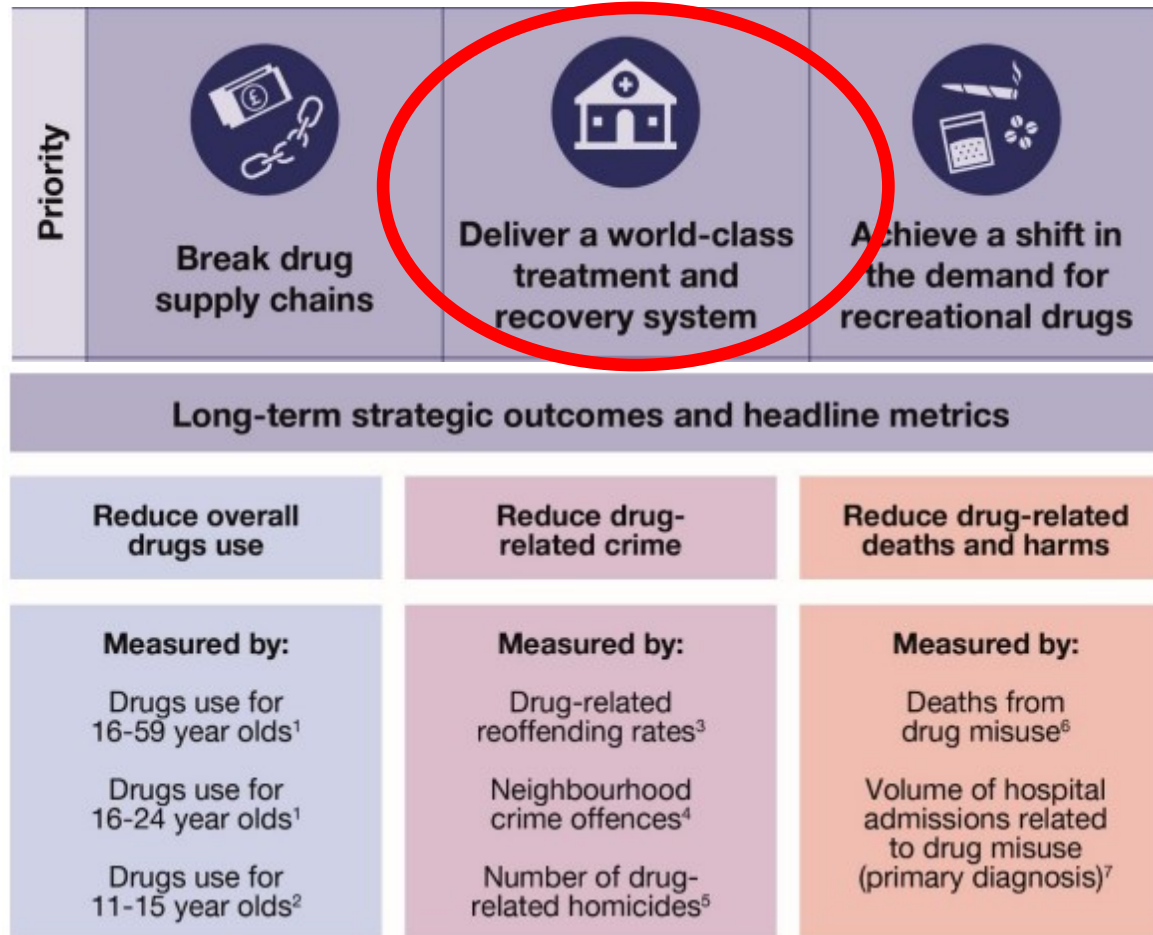 Priority
£
Break drug
supply chains
Deliver a world-class
treatment and
recovery system
Achieve a shift in
the demand for
recreational drugs
Long-term strategic outcomes and headline metrics
Reduce overall
drugs use
Reduce drug-
related crime
Reduce drug-related
deaths and harms
Measured by:
Drugs use for
16-59 year olds¹
Drugs use for
16-24 year olds¹
Drugs use for
11-15 year olds²
Measured by:
Drug-related
reoffending rates³
Neighbourhood
crime offences⁴
Number of drug-
related homicides⁵
Measured by:
Deaths from
drug misuse⁶
Volume of hospital
admissions related
to drug misuse
(primary diagnosis)⁷